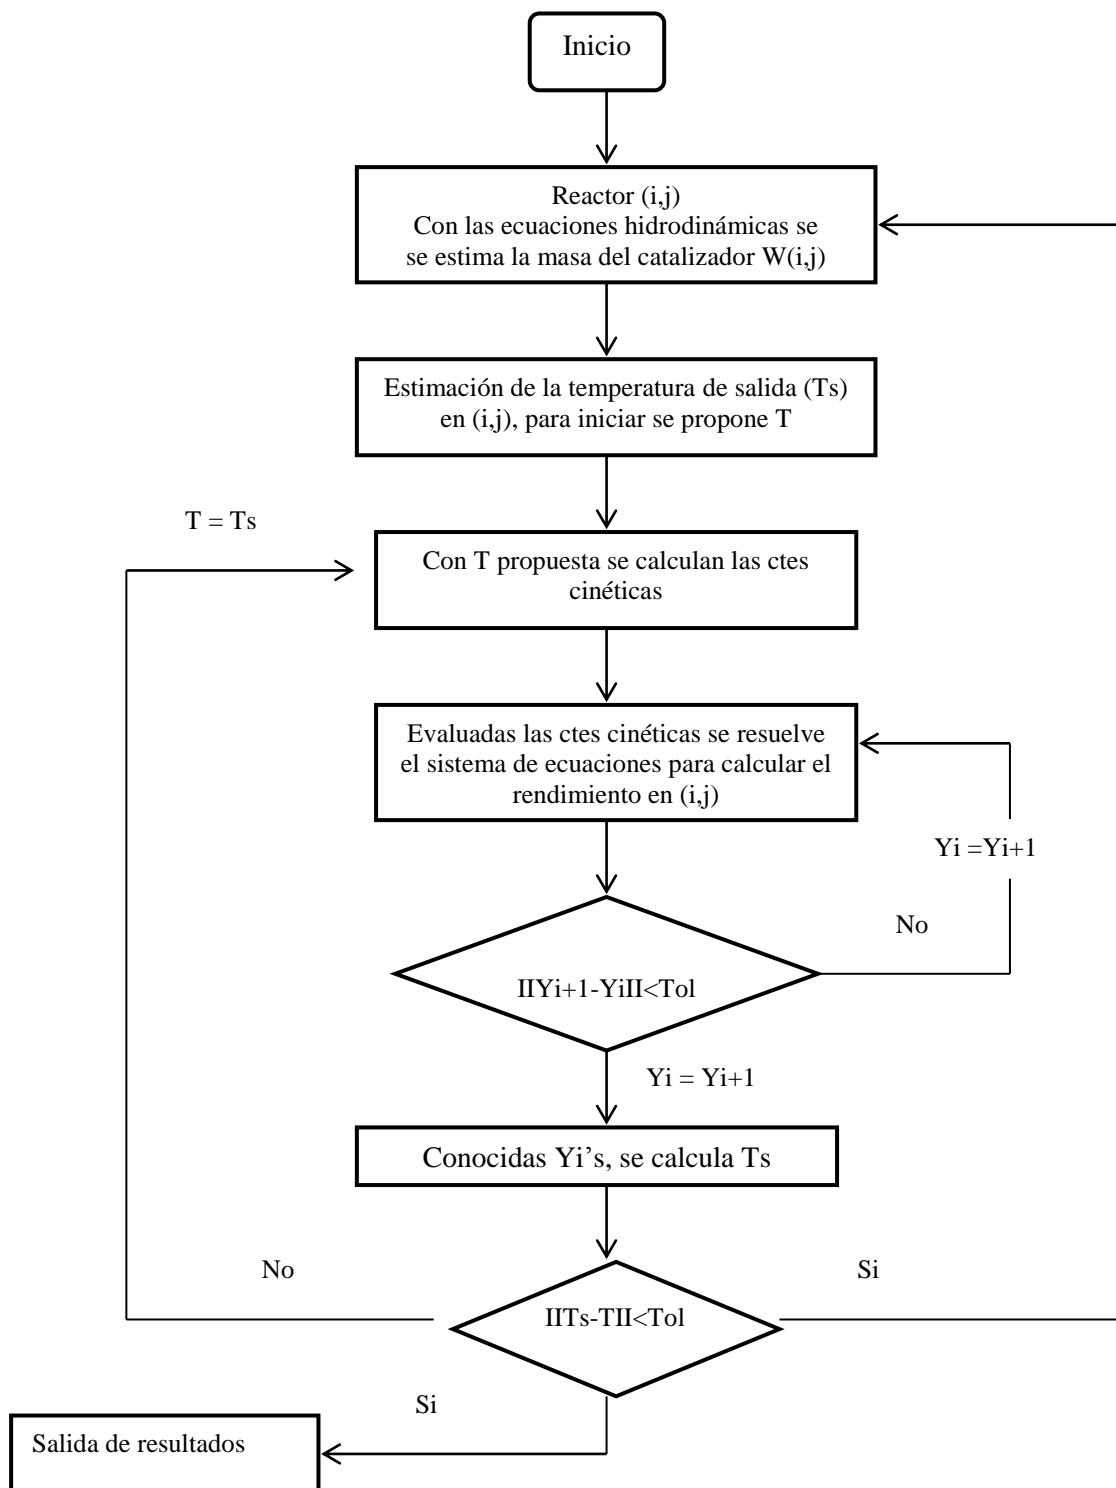 Inicio
Reactor (i,j)
Con las ecuaciones hidrodinámicas se
se estima la masa del catalizador W(i,j)
Estimación de la temperatura de salida (Ts)
en (i,j), para iniciar se propone T
T = Ts
Con T propuesta se calculan las ctes
cinéticas
Evaluadas las ctes cinéticas se resuelve
el sistema de ecuaciones para calcular el
rendimiento en (i,j)
Yi =Yi+1
No
IIYi+1-YiII<Tol
Yi = Yi+1
Conocidas Yi’s, se calcula Ts
No
Si
IITs-TII<Tol
Si
Salida de resultados